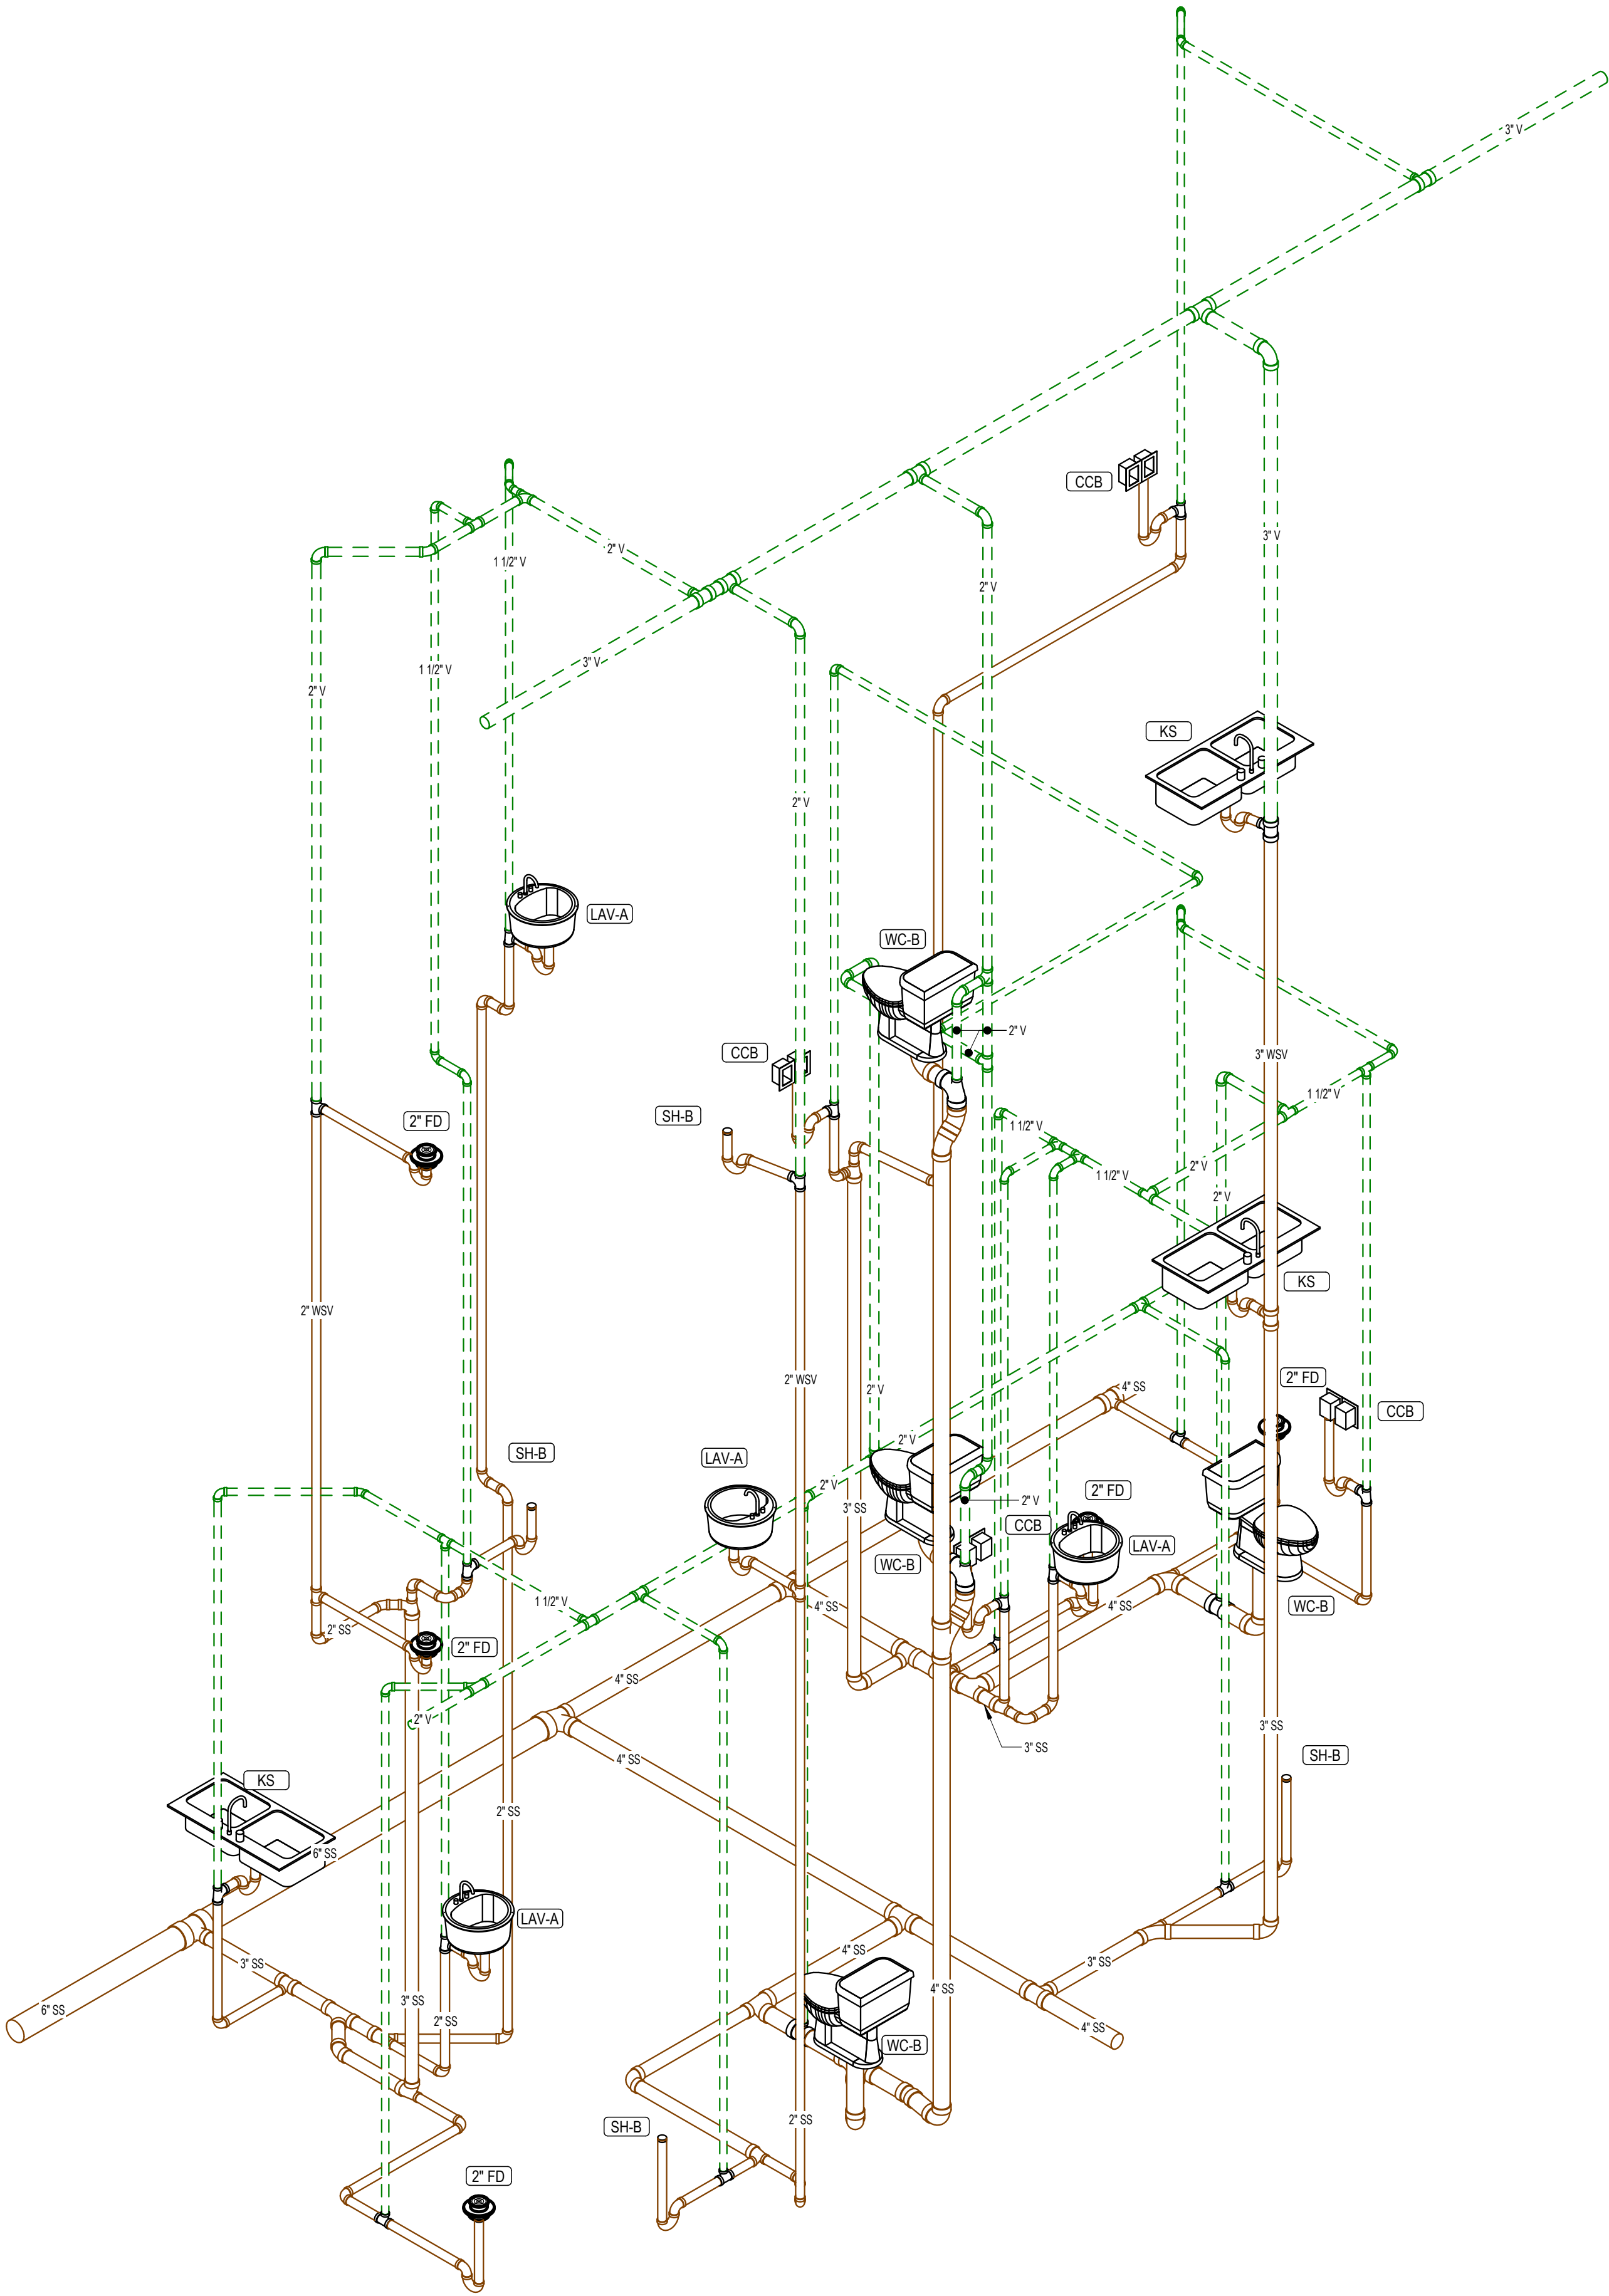 3" V
CCB
3" V
2" V
1 1/2" V
2" V
3" V
1 1/2" V
2" V
KS
2" V
LAV-A
WC-B
2" V
CCB
3" WSV
1 1/2" V
SH-B
2" FD
1 1/2" V
2" V
1 1/2" V
2" V
KS
2" WSV
2" WSV
2" FD
4" SS
2" V
CCB
2" V
SH-B
LAV-A
2" V
2" FD
2" V
3" SS
CCB
LAV-A
WC-B
1 1/2" V
4" SS
4" SS
WC-B
2" SS
2" FD
4" SS
2" V
3" SS
3" SS
SH-B
4" SS
KS
2" SS
6" SS
LAV-A
4" SS
3" SS
3" SS
4" SS
3" SS
6" SS
2" SS
4" SS
WC-B
2" SS
SH-B
2" FD